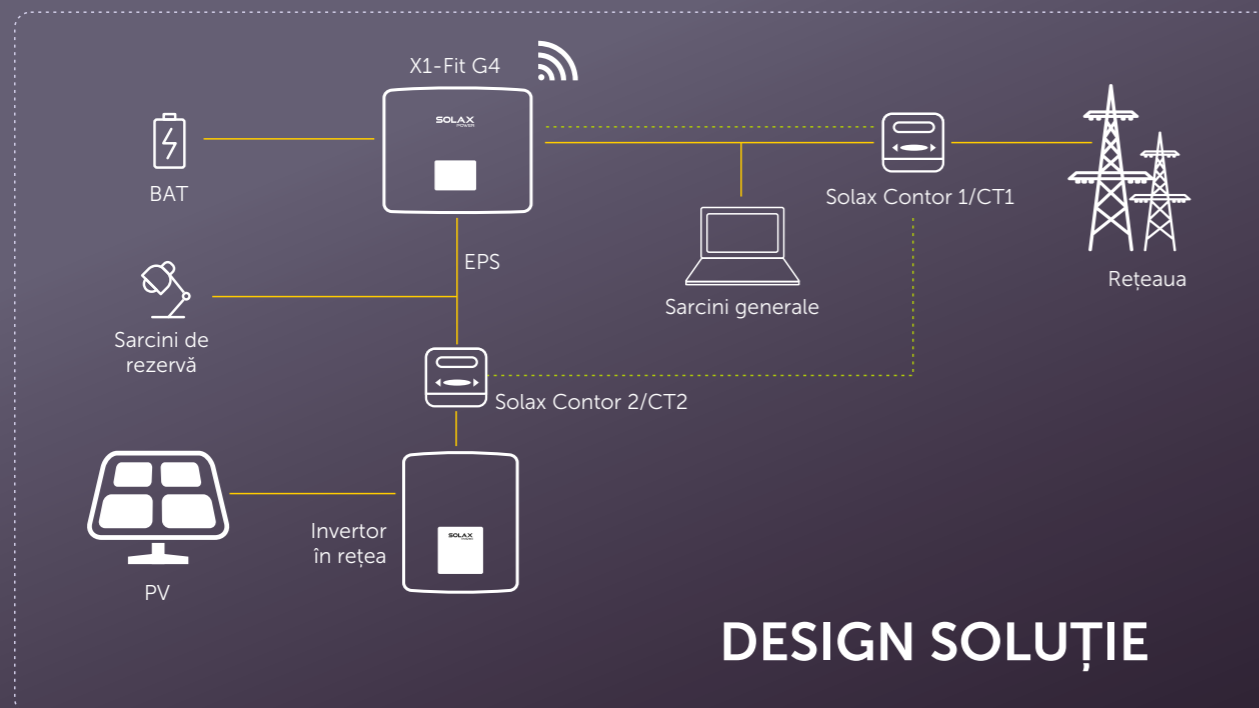 X1-Fit G4
SOLAX
POWER
BAT
Solax Contor 1/CT1
EPS
Rețeaua
Sarcini generale
Sarcini de
rezervă
Solax Contor 2/CT2
Invertor
în rețea
SOLAX
POWER
PV
DESIGN SOLUȚIE